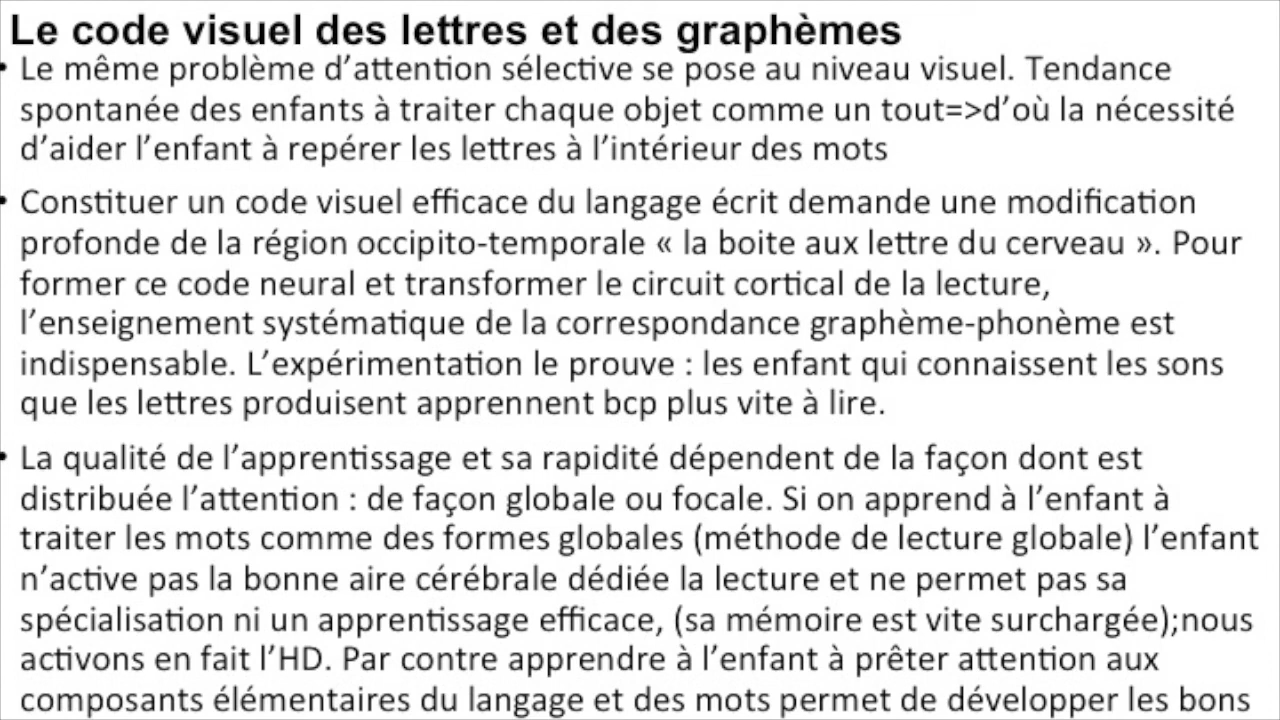 Le code visuel des lettres et des graphèmes
• Le même problème d’attention sélective se pose au niveau visuel. Tendance
spontanée des enfants à traiter chaque objet comme un tout=>d’où la nécessité
d’aider l’enfant à repérer les lettres à l’intérieur des mots
• Constituer un code visuel efficace du langage écrit demande une modification
profonde de la région occipito-temporale « la boite aux lettre du cerveau ». Pour
former ce code neural et transformer le circuit cortical de la lecture,
l’enseignement systématique de la correspondance graphème-phonème est
indispensable. L’expérimentation le prouve : les enfant qui connaissent les sons
que les lettres produisent apprennent bcp plus vite à lire.
• La qualité de l’apprentissage et sa rapidité dépendent de la façon dont est
distribuée l’attention : de façon globale ou focale. Si on apprend à l’enfant à
traiter les mots comme des formes globales (méthode de lecture globale) l’enfant
n’active pas la bonne aire cérébrale dédiée la lecture et ne permet pas sa
spécialisation ni un apprentissage efficace, (sa mémoire est vite surchargée);nous
activons en fait l’HD. Par contre apprendre à l’enfant à prêter attention aux
composants élémentaires du langage et des mots permet de développer les bons